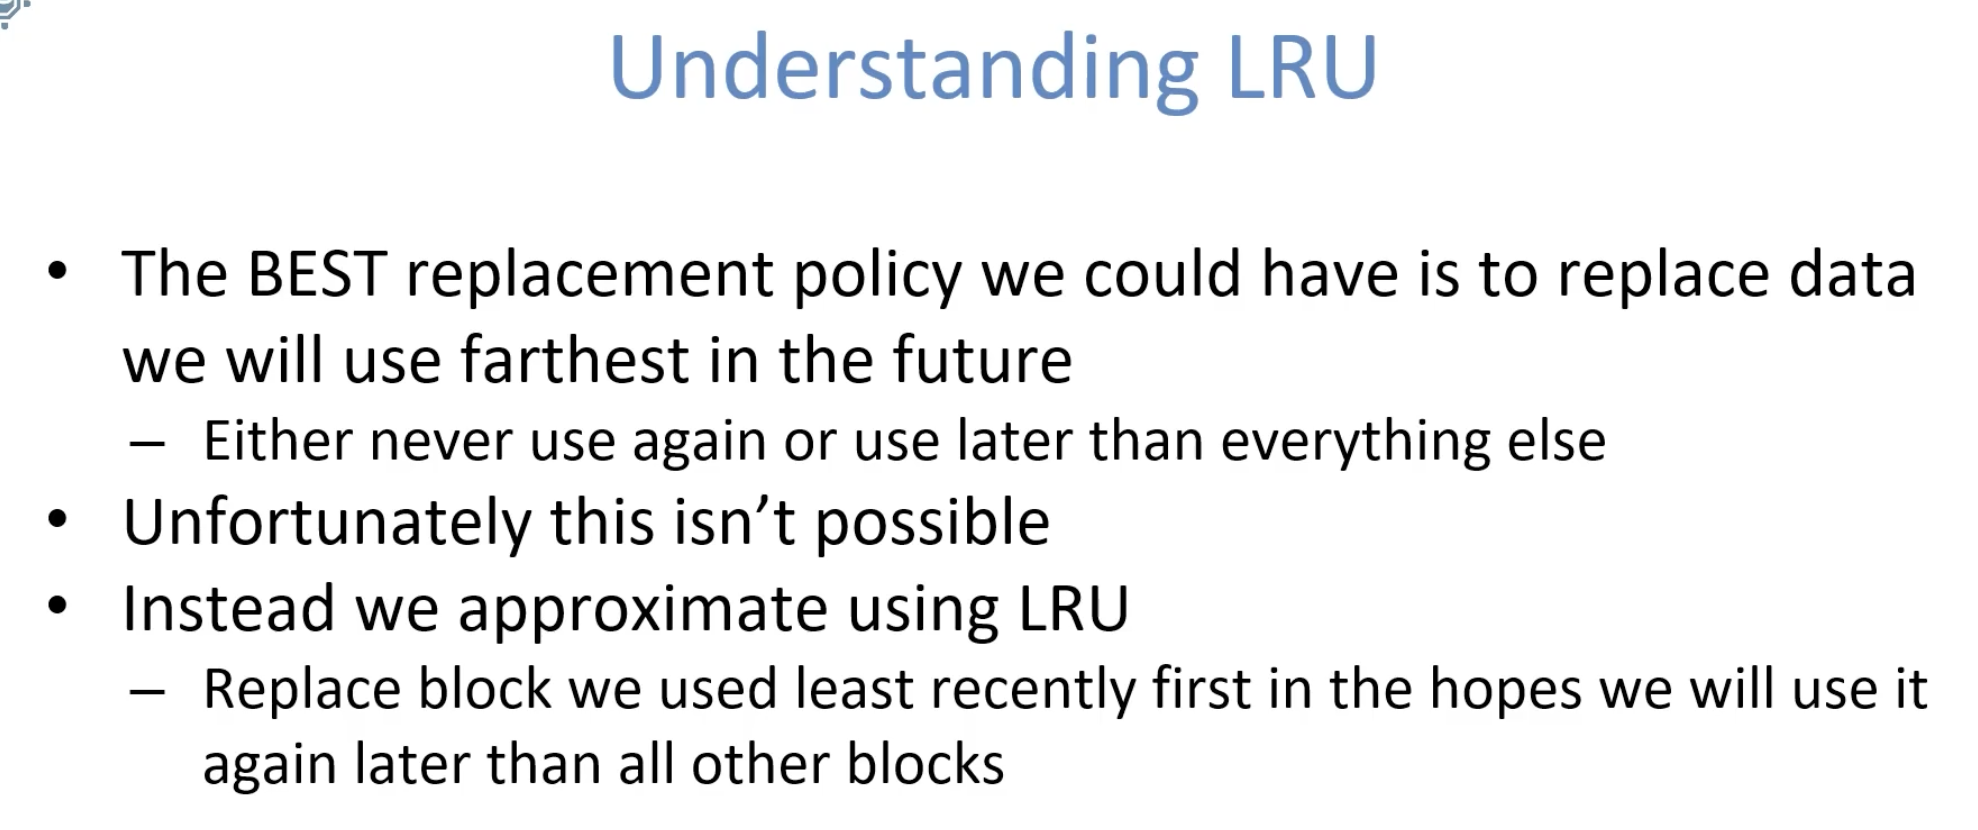 Understanding LRU
• The BEST replacement policy we could have is to replace data
we will use farthest in the future
– Either never use again or use later than everything else
• Unfortunately this isn’t possible
• Instead we approximate using LRU
– Replace block we used least recently first in the hopes we will use it
again later than all other blocks